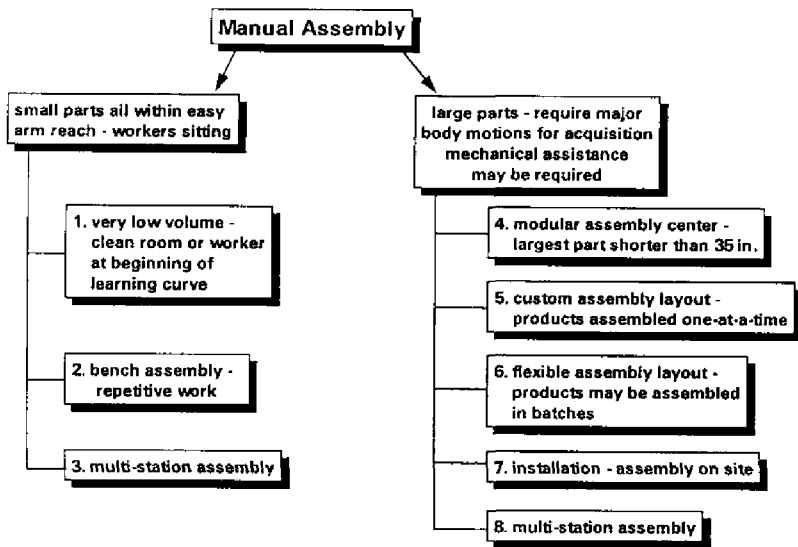 Manual Assembly
small parts all within easy
arm reach - workers sitting
large parts - require major
body motions for acquisition
mechanical assistance
may be required
1. very low volume -
clean room or worker
at beginning of
learning curve
2. bench assembly -
repetitive work
3. multi-station assembly
4. modular assembly center -
largest part shorter than 35 in.
5. custom assembly layout -
products assembled one-at-a-time
6. flexible assembly layout -
products may be assembled
in batches
7. installation - assembly on site
8. multi-station assembly